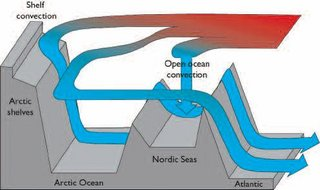 Shelf
convection
Open ocean
convection
Arctic
shelves
Nordic Seas
Arctic Ocean
Atlantic